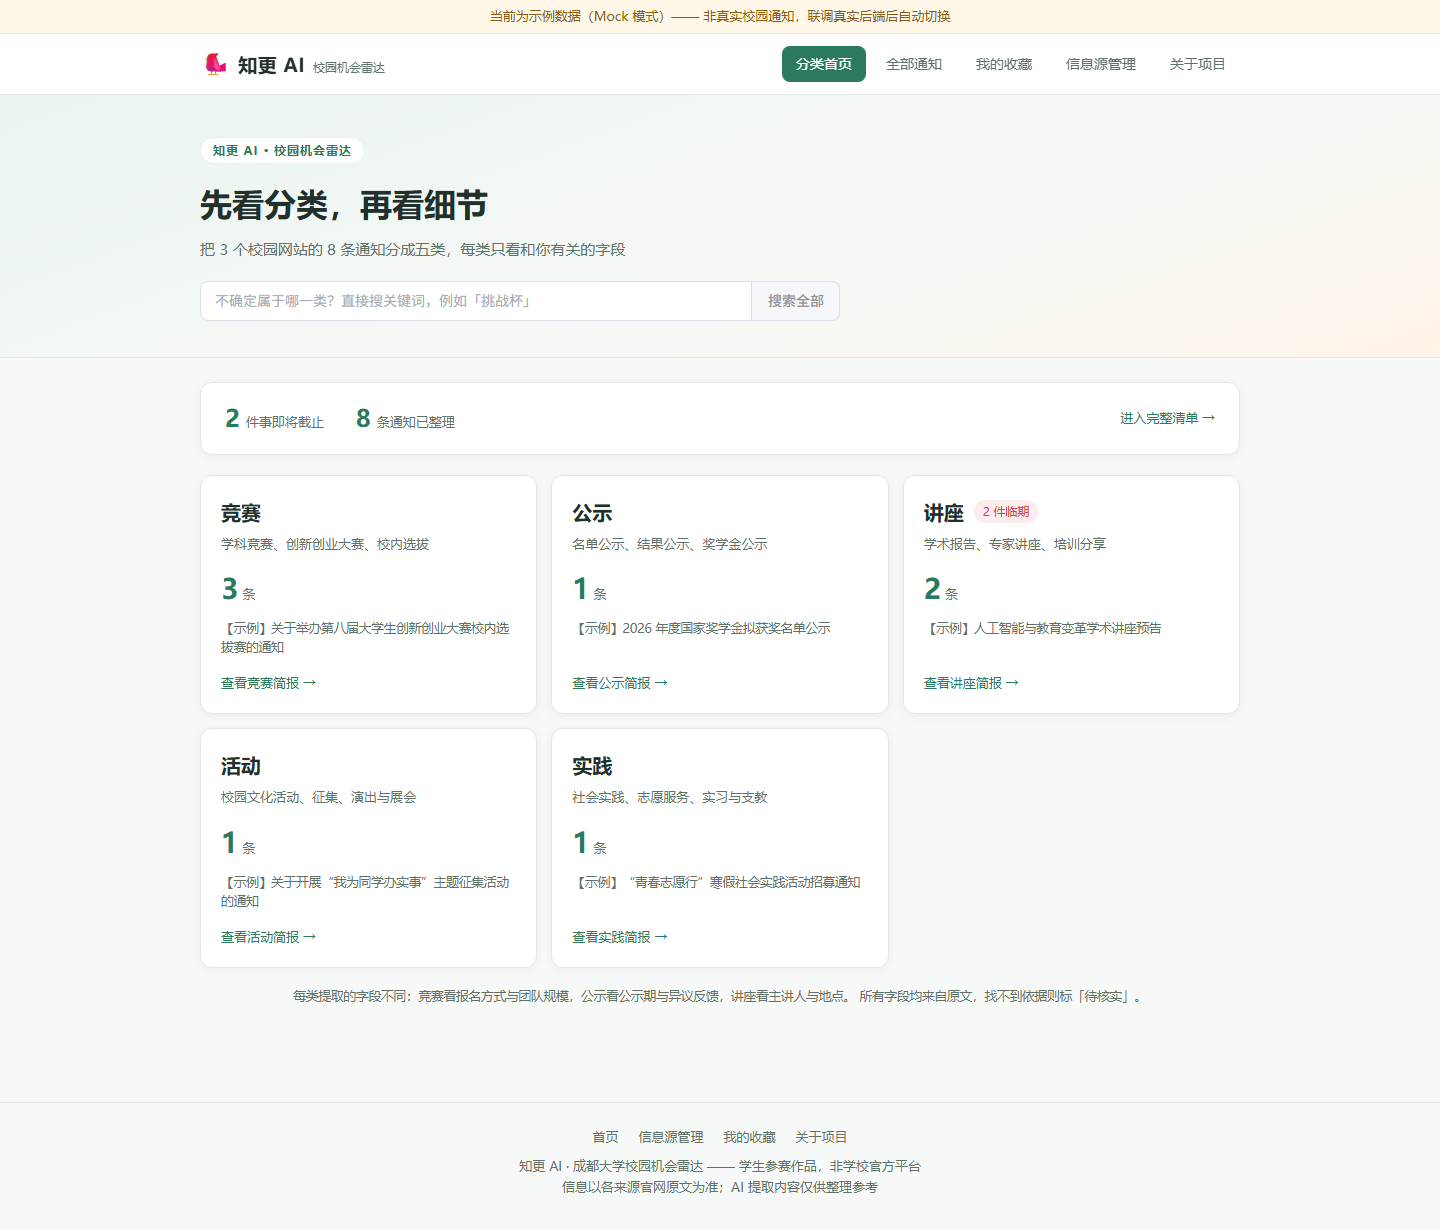 当前为示例数据（Mock 模式）—— 非真实校园通知，联调真实后端后自动切换
知更 AI 校园机会雷达
分类首页 全部通知 我的收藏 信息源管理 关于项目
知更 AI • 校园机会雷达
先看分类，再看细节
把 3 个校园网站的 8 条通知分成五类，每类只看和你有关的字段
不确定属于哪一类？直接搜关键词，例如「挑战杯」 搜索全部
2 件事即将截止 8 条通知已整理 进入完整清单 →
竞赛
学科竞赛、创新创业大赛、校内选拔
3 条
【示例】关于举办第八届大学生创新创业大赛校内选
拔赛的通知
查看竞赛简报 →
公示
名单公示、结果公示、奖学金公示
1 条
【示例】2026 年度国家奖学金拟获奖名单公示
查看公示简报 →
讲座 2 件临期
学术报告、专家讲座、培训分享
2 条
【示例】人工智能与教育变革学术讲座预告
查看讲座简报 →
活动
校园文化活动、征集、演出与展会
1 条
【示例】关于开展“我为同学办实事”主题征集活动
的通知
查看活动简报 →
实践
社会实践、志愿服务、实习与支教
1 条
【示例】“青春志愿行”寒假社会实践活动招募通知
查看实践简报 →
每类提取的字段不同：竞赛看报名方式与团队规模，公示看公示期与异议反馈，讲座看主讲人与地点。 所有字段均来自原文，找不到依据则标「待核实」。
首页 信息源管理 我的收藏 关于项目
知更 AI · 成都大学校园机会雷达 —— 学生参赛作品，非学校官方平台
信息以各来源官网原文为准；AI 提取内容仅供整理参考